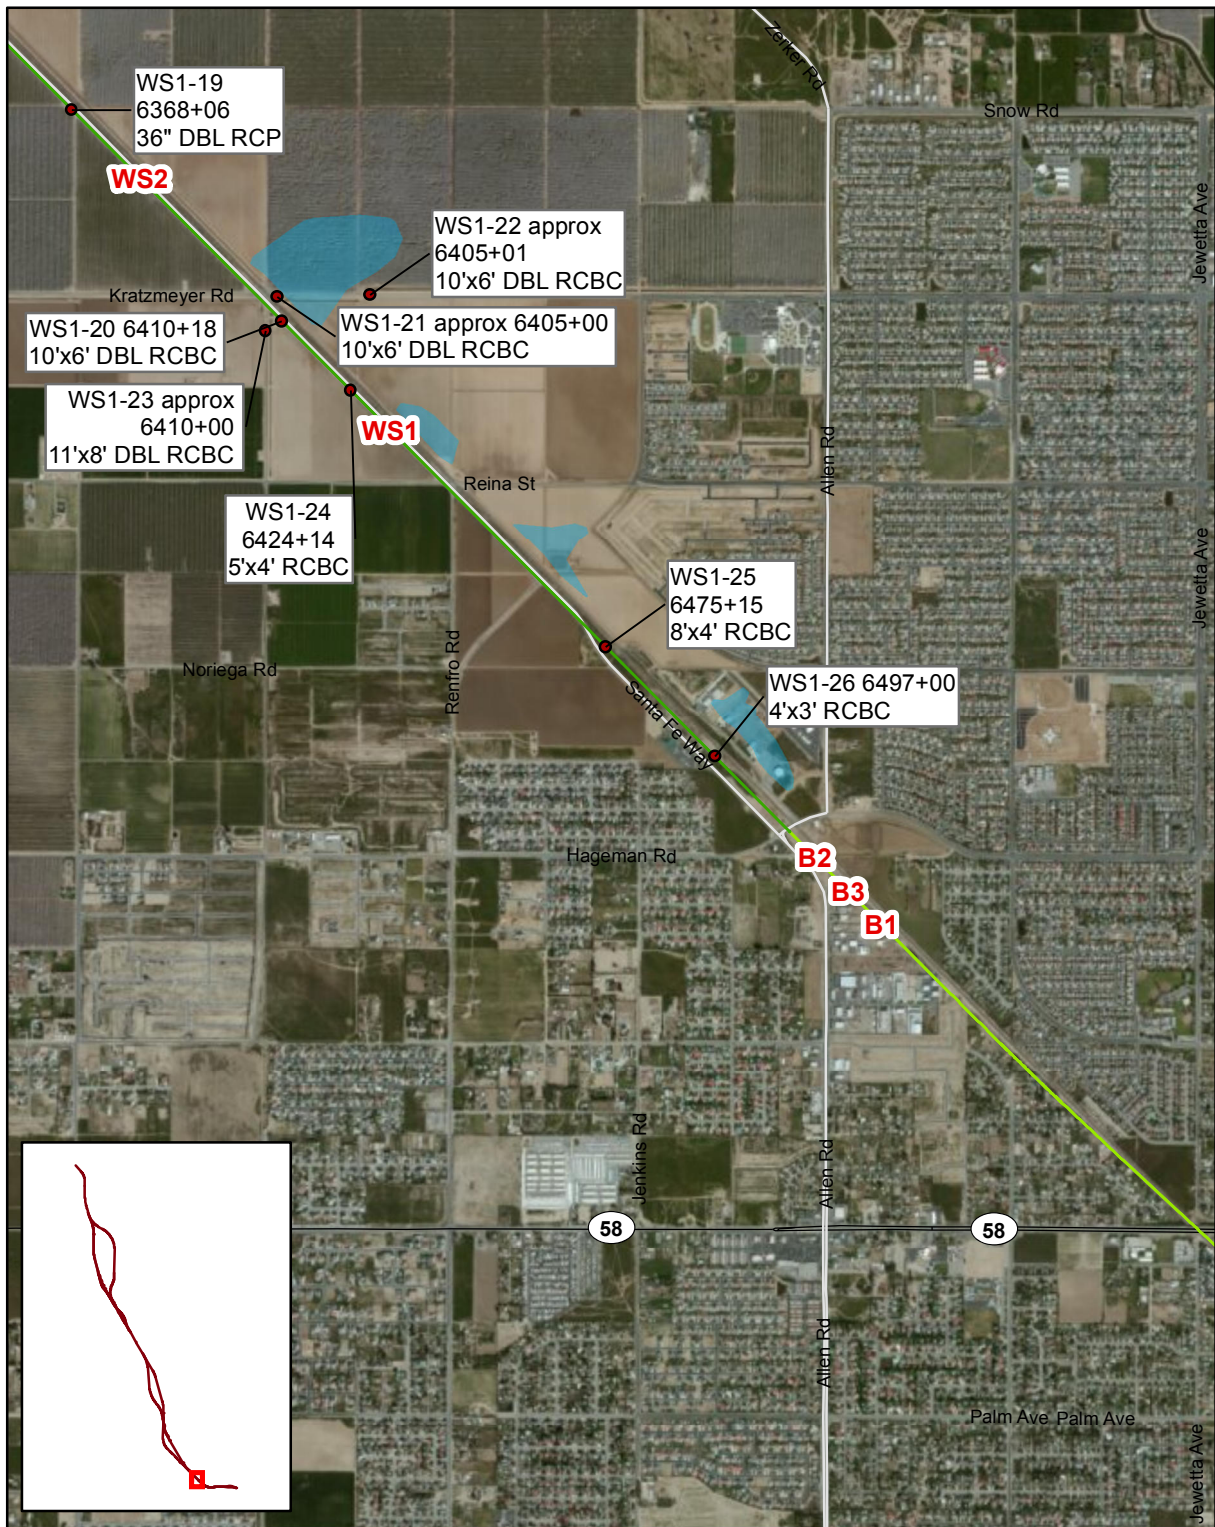 Zerker Rd
Snow Rd
WS1-19
6368+06
36" DBL RCP
WS2
Jewetta Ave
WS1-22 approx
6405+01
10'x6' DBL RCBC
Kratzmeyer Rd
WS1-21 approx 6405+00
10'x6' DBL RCBC
WS1-20 6410+18
10'x6' DBL RCBC
WS1-23 approx
6410+00
11'x8' DBL RCBC
WS1
Allen Rd
Reina St
WS1-24
6424+14
5'x4' RCBC
Jewetta Ave
WS1-25
6475+15
8'x4' RCBC
Noriega Rd
Renfro Rd
Santa Fe Way
WS1-26 6497+00
4'x3' RCBC
Hageman Rd
B2
B3
B1
Jenkins Rd
Allen Rd
58
58
Allen Rd
Palm Ave Palm Ave
Jewetta Ave